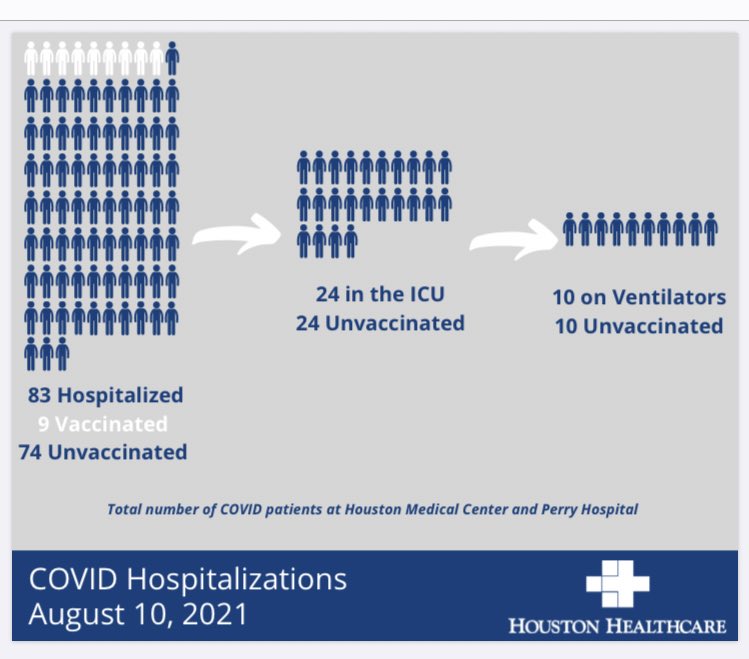 83 Hospitalized
9 Vaccinated
74 Unvaccinated
24 in the ICU
24 Unvaccinated
10 on Ventilators
10 Unvaccinated
Total number of COVID patients at Houston Medical Center and Perry Hospital
COVID Hospitalizations
August 10, 2021
HOUSTON HEALTHCARE